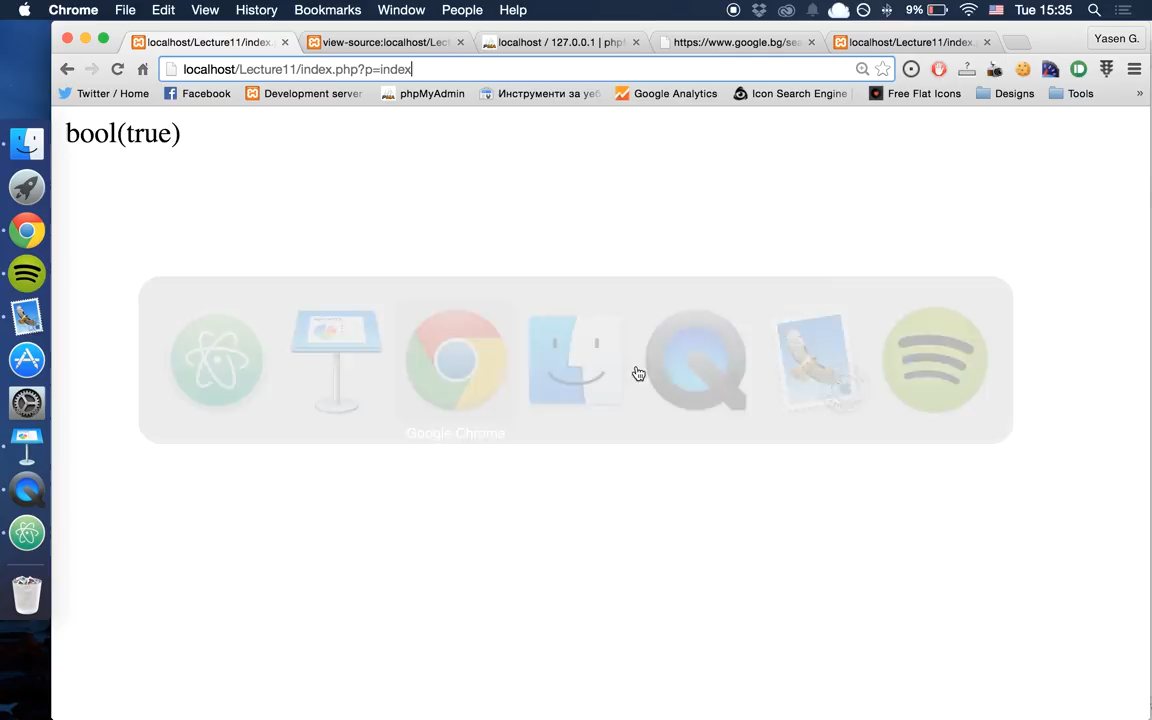 Chrome File Edit View History Bookmarks Window People Help 9% Tue 15:35
localhost/Lecture11/index. view-source:localhost/Lect localhost / 127.0.0.1 | php https://www.google.bg/sea localhost/Lecture11/index. Yasen G.
localhost/Lecture11/index.php?p=index
Twitter / Home Facebook Development server phpMyAdmin Инструменти за уеб Google Analytics Icon Search Engine Free Flat Icons Designs Tools »
bool(true)
Google Chrome